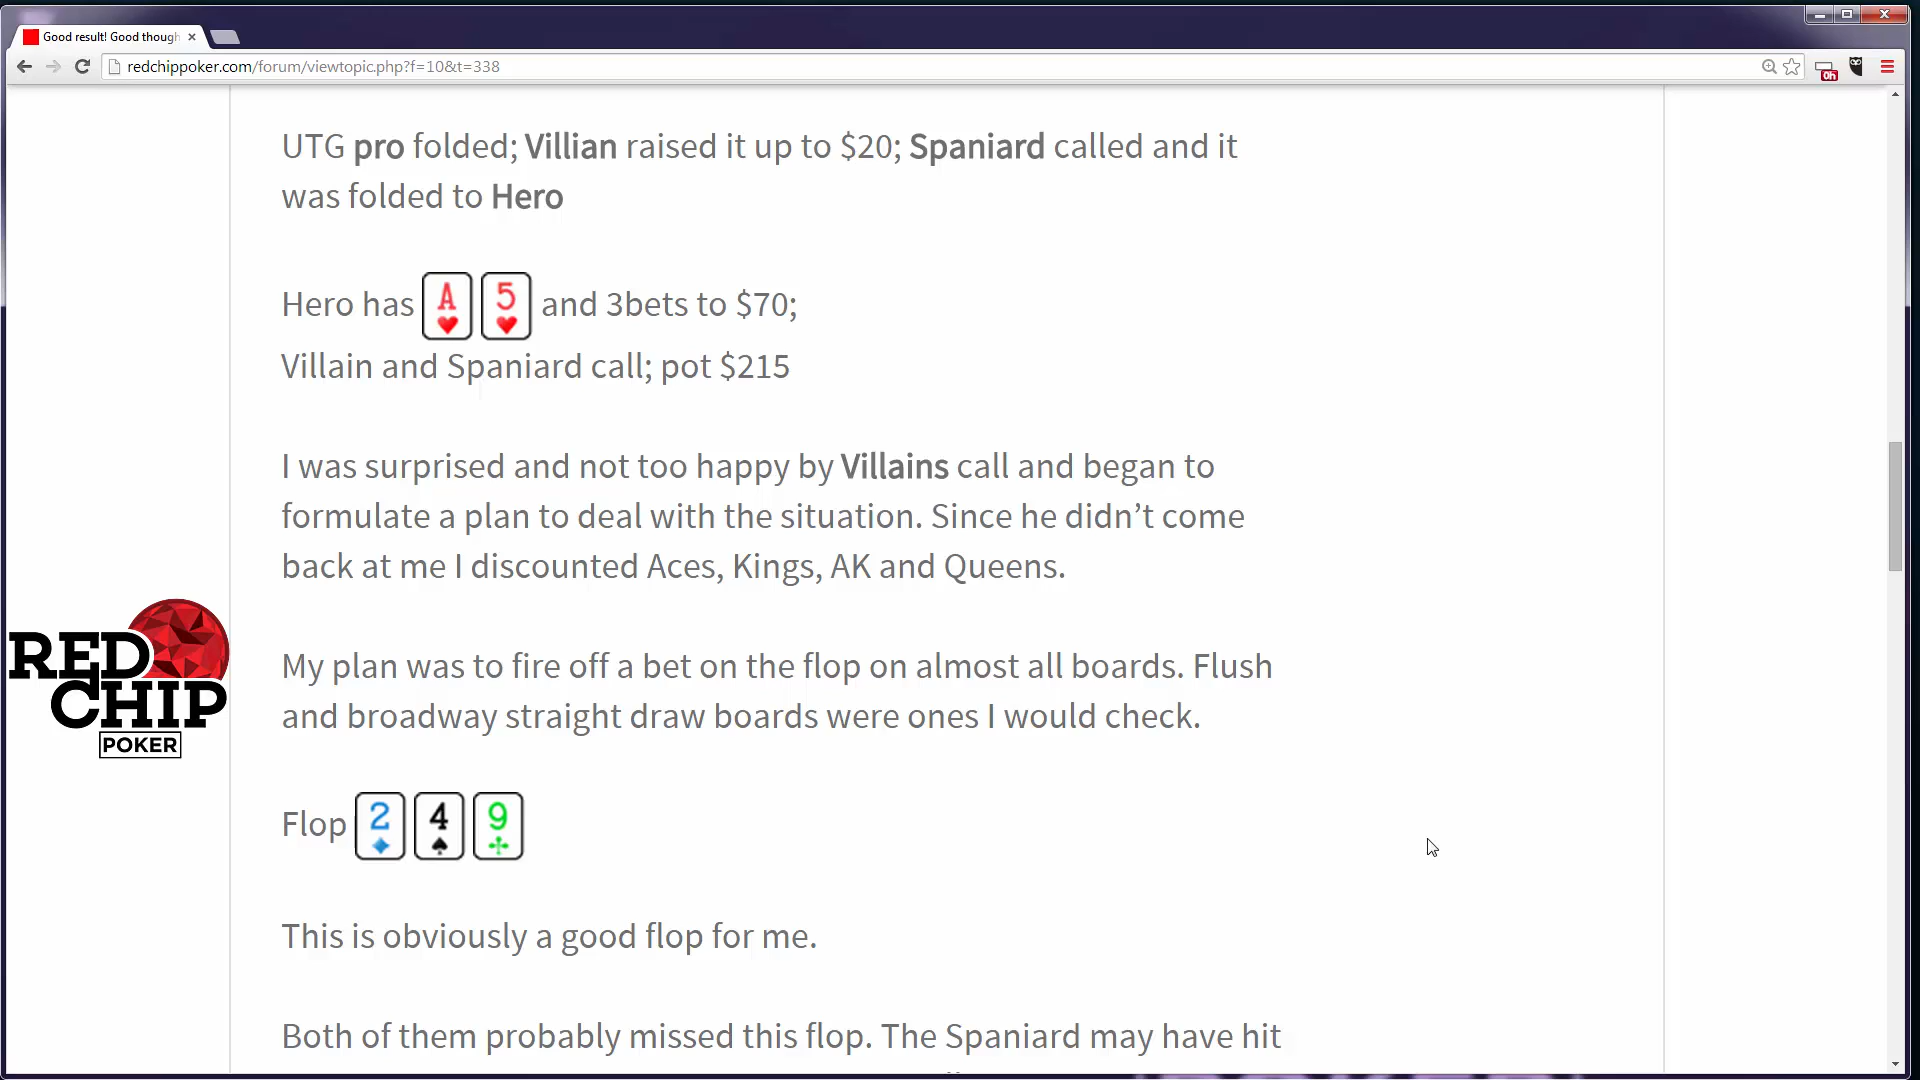 Good result! Good though
redchippoker.com/forum/viewtopic.php?f=10&t=338
0h
UTG pro folded; Villian raised it up to $20; Spaniard called and it
was folded to Hero
Hero has A♥ 5♥ and 3bets to $70;
Villain and Spaniard call; pot $215
I was surprised and not too happy by Villains call and began to
formulate a plan to deal with the situation. Since he didn’t come
back at me I discounted Aces, Kings, AK and Queens.
My plan was to fire off a bet on the flop on almost all boards. Flush
and broadway straight draw boards were ones I would check.
RED
CHIP
POKER
Flop 2♦ 4♠ 9♣
This is obviously a good flop for me.
Both of them probably missed this flop. The Spaniard may have hit